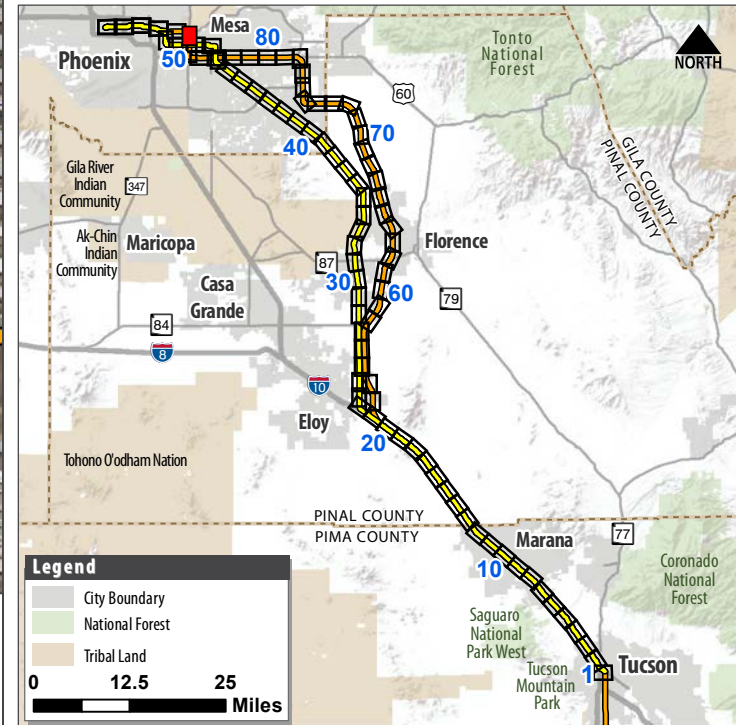 Mesa
80
Phoenix
50
Tonto
National
Forest
NORTH
60
70
40
GILA COUNTY
PINAL COUNTY
Gila River
Indian
Community
347
Ak-Chin
Indian
Community
Maricopa
87
Florence
Casa
Grande
30
60
79
84
8
10
Eloy
20
Tohono O'odham Nation
PINAL COUNTY
PIMA COUNTY
Marana
77
10
Coronado
National
Forest
Saguaro
National
Park West
Tucson
Mountain
Park
1
Tucson
Legend
City Boundary
National Forest
Tribal Land
0 12.5 25
Miles